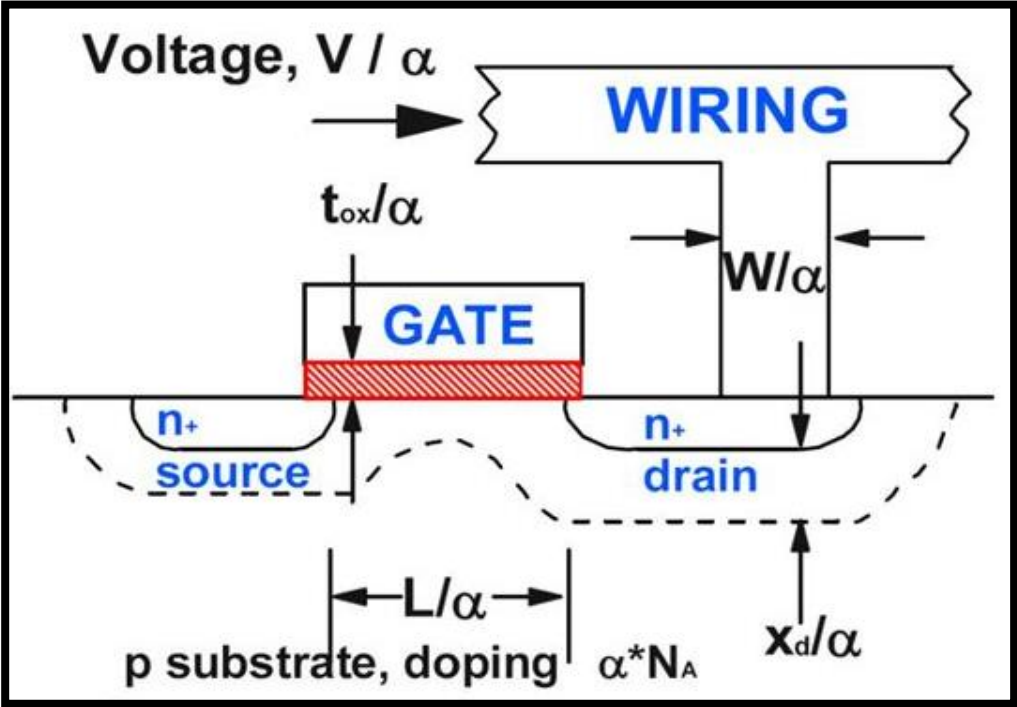 Voltage, V / α
WIRING
tox/α
W/α
GATE
n+
source
n+
drain
L/α
xd/α
p substrate, doping α*NA